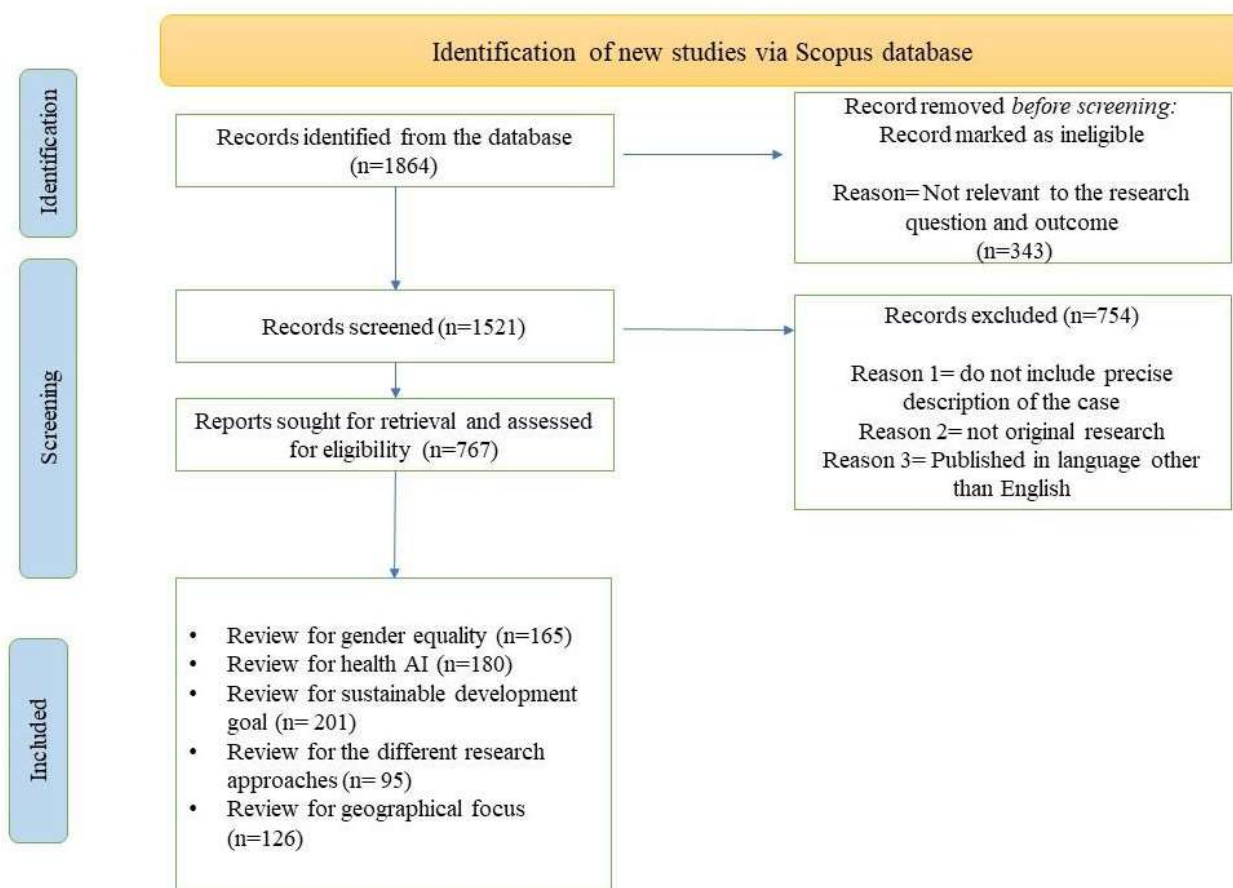 Identification of new studies via Scopus database
Identification
Records identified from the database
(n=1864)
Record removed before screening:
Record marked as ineligible
Reason= Not relevant to the research
question and outcome
(n=343)
Screening
Records screened (n=1521)
Records excluded (n=754)
Reason 1= do not include precise
description of the case
Reason 2= not original research
Reason 3= Published in language other
than English
Reports sought for retrieval and assessed
for eligibility (n=767)
Included
• Review for gender equality (n=165)
• Review for health AI (n=180)
• Review for sustainable development
goal (n= 201)
• Review for the different research
approaches (n= 95)
• Review for geographical focus
(n=126)